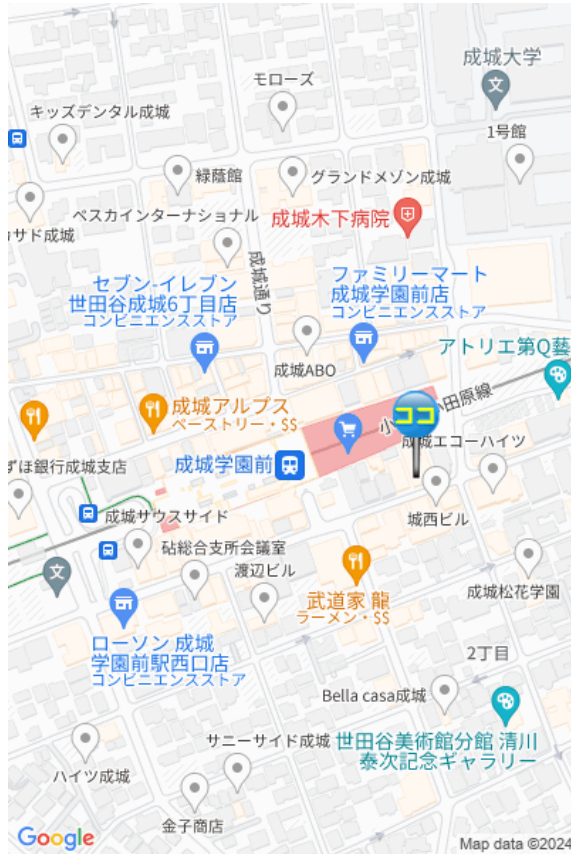 成城大学
モローズ
キッズデンタル成城
1号館
緑蔭館
グランドメゾン成城
ペスカインターナショナル
成城木下病院
カサド成城
成城通り
セブン-イレブン
世田谷成城6丁目店
コンビニエンスストア
ファミリーマート
成城学園前店
コンビニエンスストア
成城ABO
アトリエ第Q藝
小
小田原線
ココ
成城アルプス
ペーストリー・$$
成城エコーハイツ
ずほ銀行成城支店
成城学園前
成城サウスサイド
城西ビル
砧総合支所会議室
渡辺ビル
武道家 龍
ラーメン・$$
成城松花学園
ローソン 成城
学園前駅西口店
コンビニエンスストア
2丁目
Bella casa成城
サニーサイド成城
世田谷美術館分館 清川
泰次記念ギャラリー
ハイツ成城
金子商店
Google
Map data ©2024